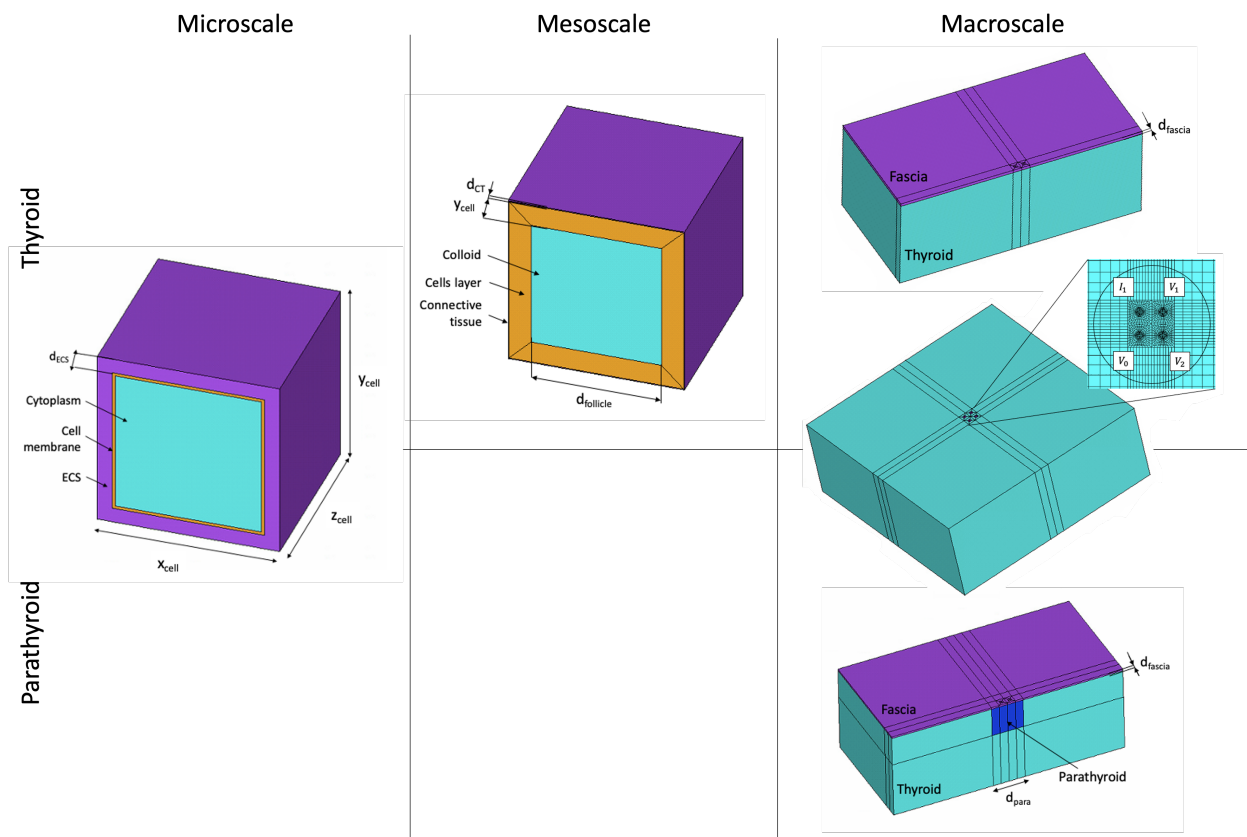 Microscale
Mesoscale
Macroscale
Thyroid
Parathyroid
dECS
Cytoplasm
Cell
membrane
ECS
xcell
ycell
zcell
dCT
ycell
Colloid
Cells layer
Connective
tissue
dfollicle
dfascia
Fascia
Thyroid
I1
V1
V0
V2
dfascia
Fascia
Thyroid
Parathyroid
dpara